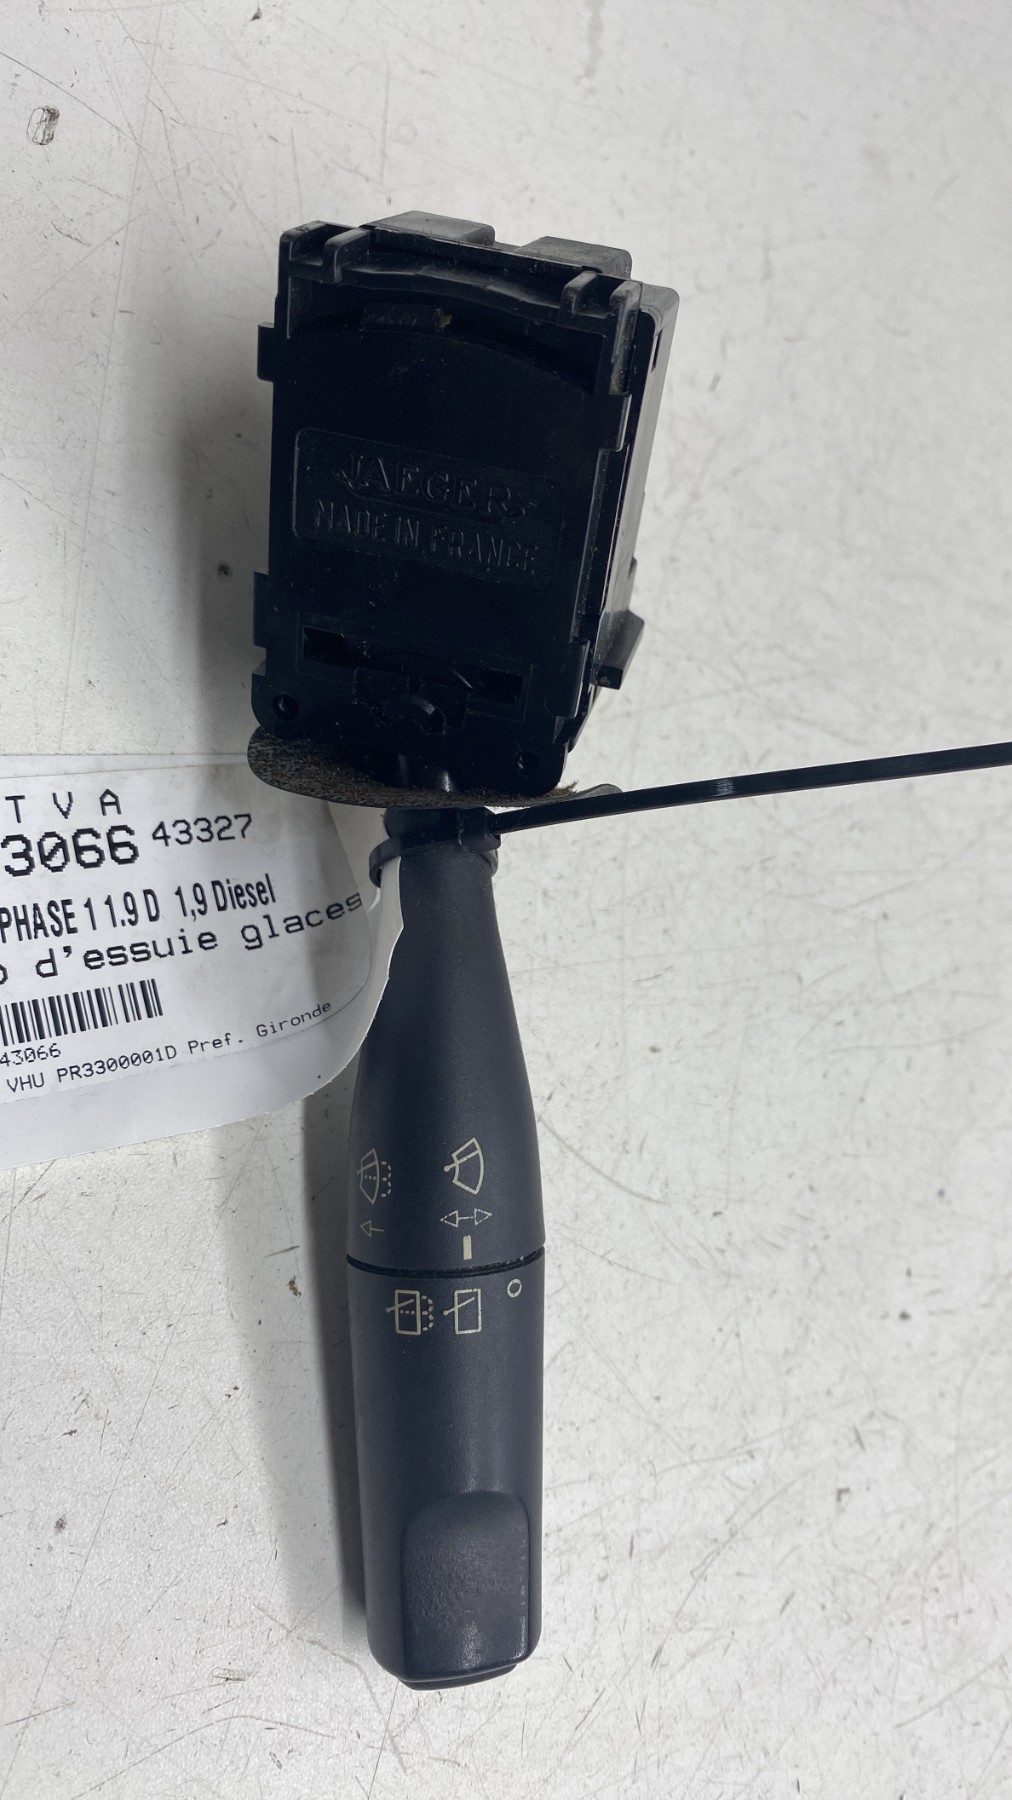 JAEGER
MADE IN FRANCE
TVA
3066 43327
PHASE 1 1.9 D 1,9 Diesel
d'essuie glaces
43066
VHU PR3300001D Pref. Gironde